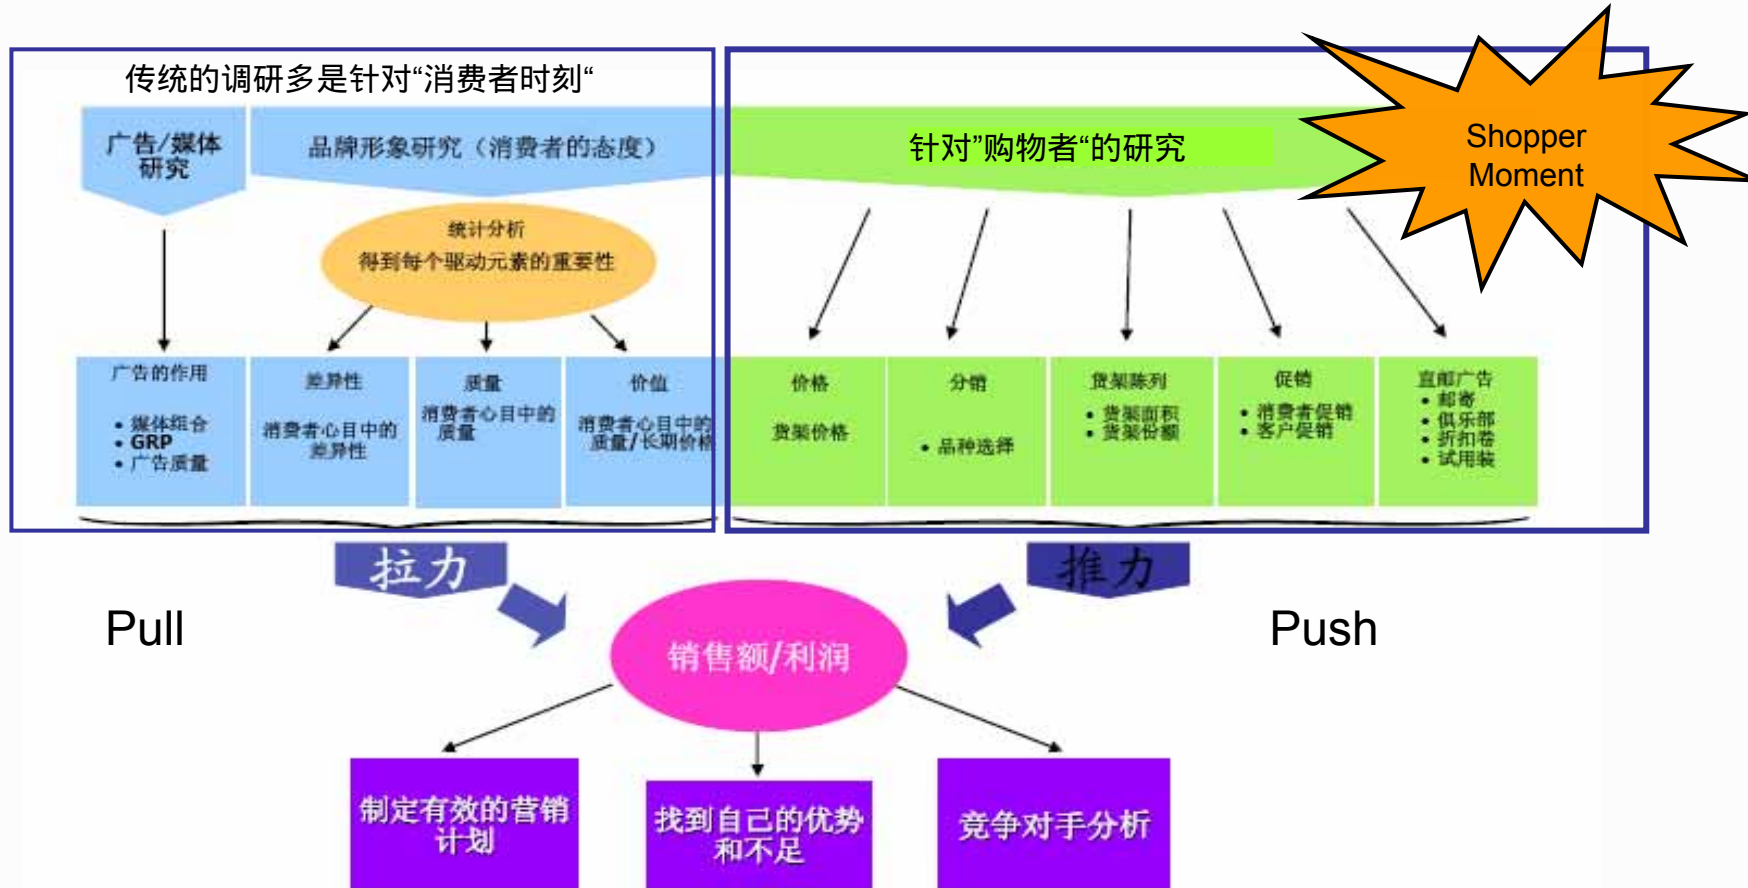 传统的调研多是针对“消费者时刻“
广告/媒体
研究
品牌形象研究（消费者的态度）
针对”购物者“的研究
Shopper
Moment
统计分析
得到每个驱动元素的重要性
广告的作用
• 媒体组合
• GRP
• 广告质量
差异性
消费者心目中的
差异性
质量
消费者心目中的
质量
价值
消费者心目中的
质量/长期价格
价格
货架价格
分销
• 品种选择
货架陈列
• 货架面积
• 货架份额
促销
• 消费者促销
• 客户促销
直邮广告
• 邮寄
• 俱乐部
• 折扣卷
• 试用装
拉力
推力
Pull
Push
销售额/利润
制定有效的营销
计划
找到自己的优势
和不足
竞争对手分析